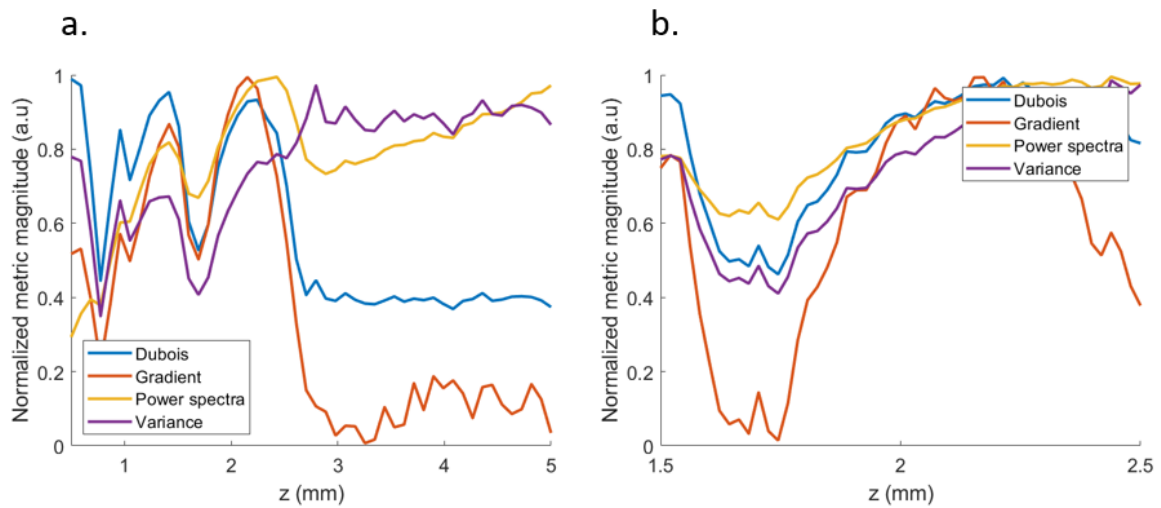 a.
Normalized metric magnitude (a.u)
1
0.8
0.6
0.4
0.2
0
Dubois
Gradient
Power spectra
Variance
1 2 3 4 5
z (mm)
b.
Normalized metric magnitude (a.u)
1
0.8
0.6
0.4
0.2
0
Dubois
Gradient
Power spectra
Variance
1.5 2 2.5
z (mm)